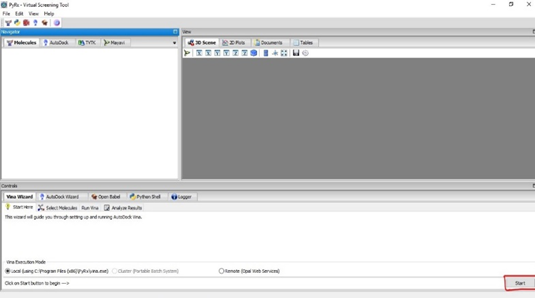 PyRx - Virtual Screening Tool
File Edit View Help
Navigator
View
Molecules AutoDock TVTK Mayavi
3D Scene 2D Plots Documents Tables
Controls
Vina Wizard AutoDock Wizard Open Babel Python Shell Logger
Start Here Select Molecules Run Vina Analyze Results
This wizard will guide you through setting up and running AutoDock Vina.
Vina Execution Mode
Local (using C:\Program Files (x86)\PyRx\vina.exe) Cluster (Portable Batch System) Remote (Opal Web Services)
Click on Start button to begin --->
Start